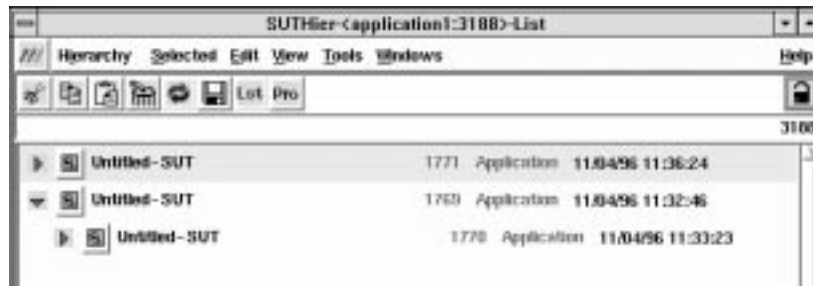 SUTHier-<application1:3188>-List
Hierarchy Selected Edit View Tools Windows Help
Lst Pro
3188
Untitled-SUT 1771 Application 11/04/96 11:36:24
Untitled-SUT 1769 Application 11/04/96 11:32:46
Untitled-SUT 1770 Application 11/04/96 11:33:23